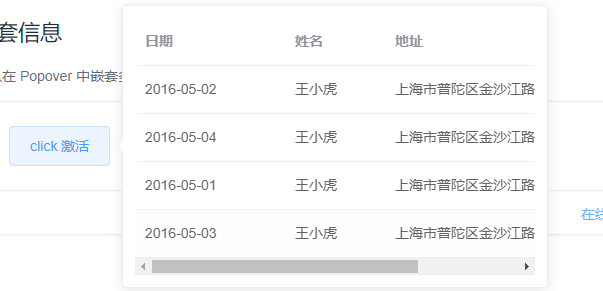 套信息
在 Popover 中嵌套
click 激活
日期 姓名 地址
2016-05-02 王小虎 上海市普陀区金沙江路
2016-05-04 王小虎 上海市普陀区金沙江路
2016-05-01 王小虎 上海市普陀区金沙江路
2016-05-03 王小虎 上海市普陀区金沙江路
在线